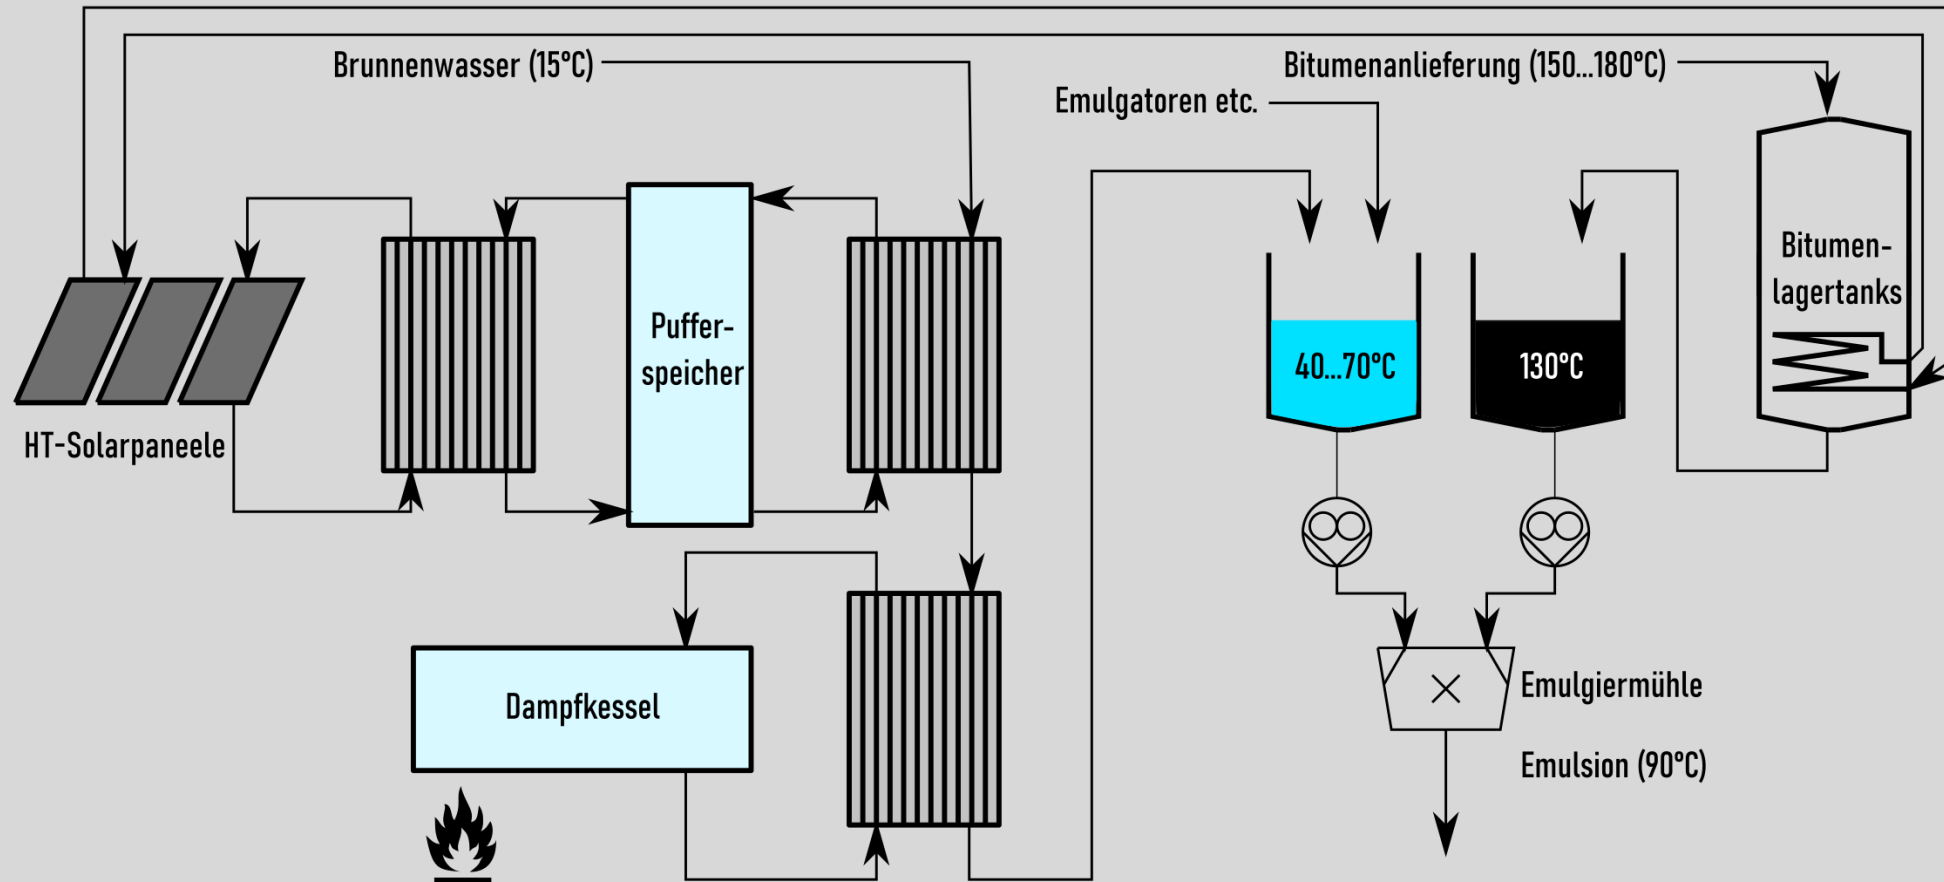 Brunnenwasser (15°C)
Bitumenanlieferung (150...180°C)
Emulgatoren etc.
Bitumen-
lagertanks
Puffer-
speicher
40...70°C
130°C
HT-Solarpaneele
Dampfkessel
Emulgiermühle
Emulsion (90°C)